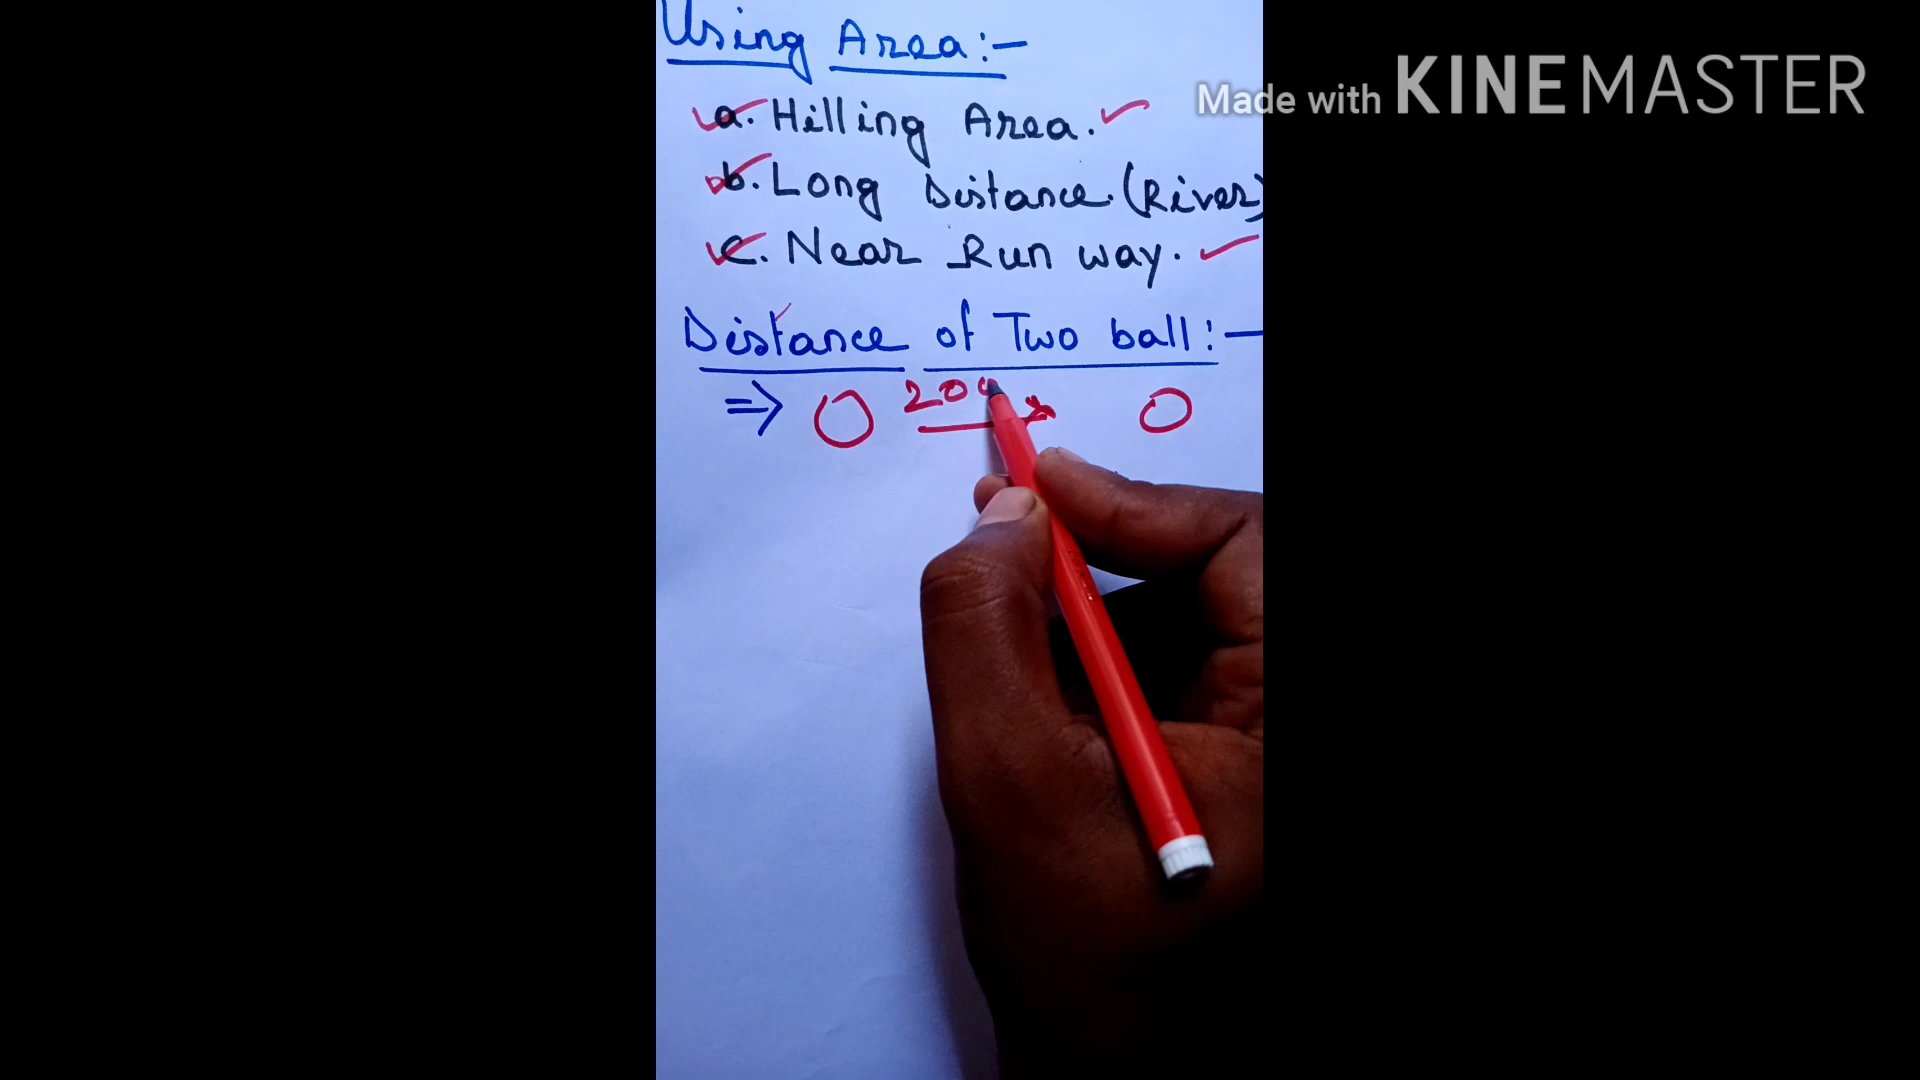 Using Area:-
a. Hilling Area.
b. Long Distance. (River)
c. Near Run way.
Distance of Two ball:-
⇒ 200
Made with KINEMASTER